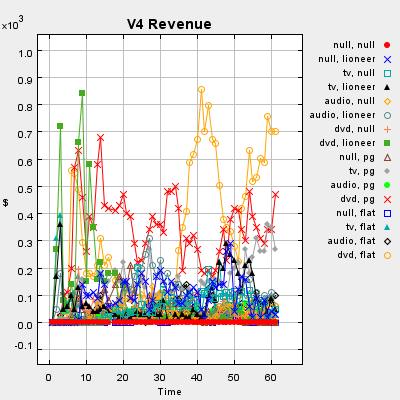 V4 Revenue
×10³
1.0
0.9
0.8
0.7
0.6
0.5
0.4
0.3
0.2
0.1
0.0
-0.1
$
0 10 20 30 40 50 60
Time
null, null
null, lioneer
tv, null
tv, lioneer
audio, null
audio, lioneer
dvd, null
dvd, lioneer
null, pg
tv, pg
audio, pg
dvd, pg
null, flat
tv, flat
audio, flat
dvd, flat